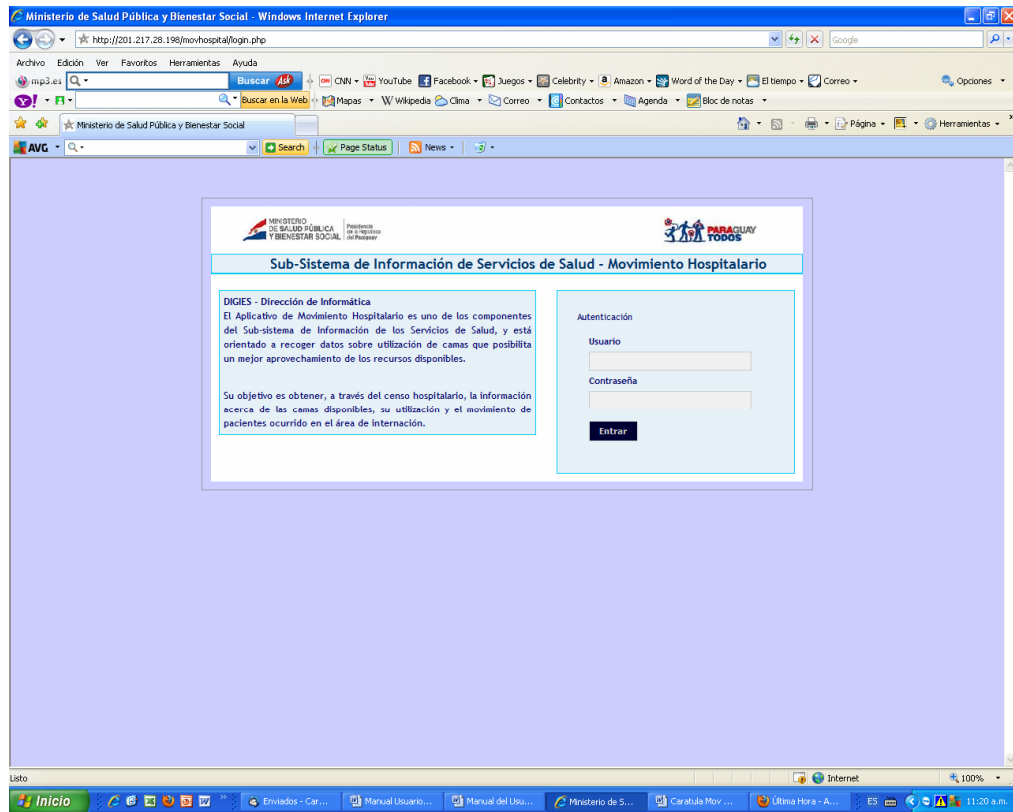 Ministerio de Salud Pública y Bienestar Social - Windows Internet Explorer
http://201.217.28.198/movhospital/login.php
Google
Archivo Edición Ver Favoritos Herramientas Ayuda
mp3.es Buscar Ask CNN YouTube Facebook Juegos Celebrity Amazon Word of the Day El tiempo Correo Opciones
Y! Buscar en la Web Mapas W Wikipedia Clima Correo Contactos Agenda Bloc de notas
Ministerio de Salud Pública y Bienestar Social Página Herramientas
AVG Search Page Status News
MINISTERIO
DE SALUD PÚBLICA
Y BIENESTAR SOCIAL
Presidencia
de la República
del Paraguay
PARAGUAY
TODOS
Sub-Sistema de Información de Servicios de Salud - Movimiento Hospitalario
DIGIES - Dirección de Informática
El Aplicativo de Movimiento Hospitalario es uno de los componentes
del Sub-sistema de Información de los Servicios de Salud, y está
orientado a recoger datos sobre utilización de camas que posibilita
un mejor aprovechamiento de los recursos disponibles.
Su objetivo es obtener, a través del censo hospitalario, la información
acerca de las camas disponibles, su utilización y el movimiento de
pacientes ocurrido en el área de internación.
Autenticación
Usuario
Contraseña
Entrar
Listo Internet 100%
Inicio Enviados - Car... Manual Usuario... Manual del Usu... Ministerio de S... Caratula Mov ... Última Hora - A... ES 11:20 a.m.